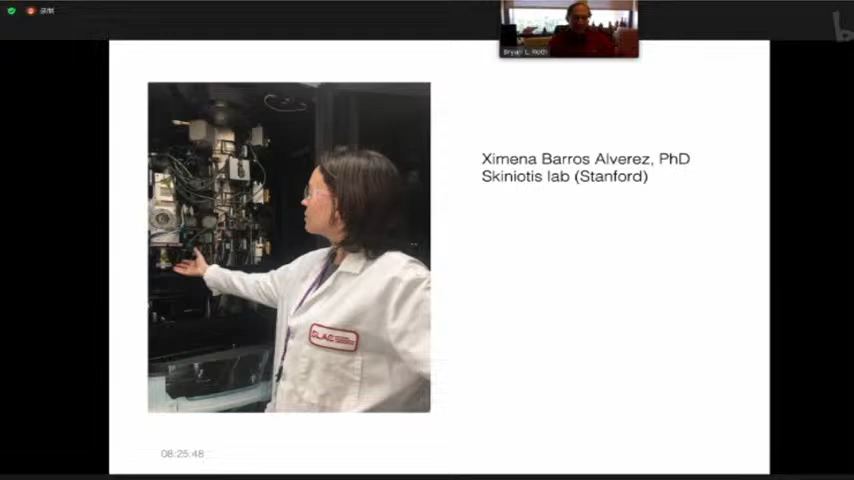 Bryan L. Roth
Ximena Barros Alverez, PhD
Skiniotis lab (Stanford)
SLAC
08:25:48